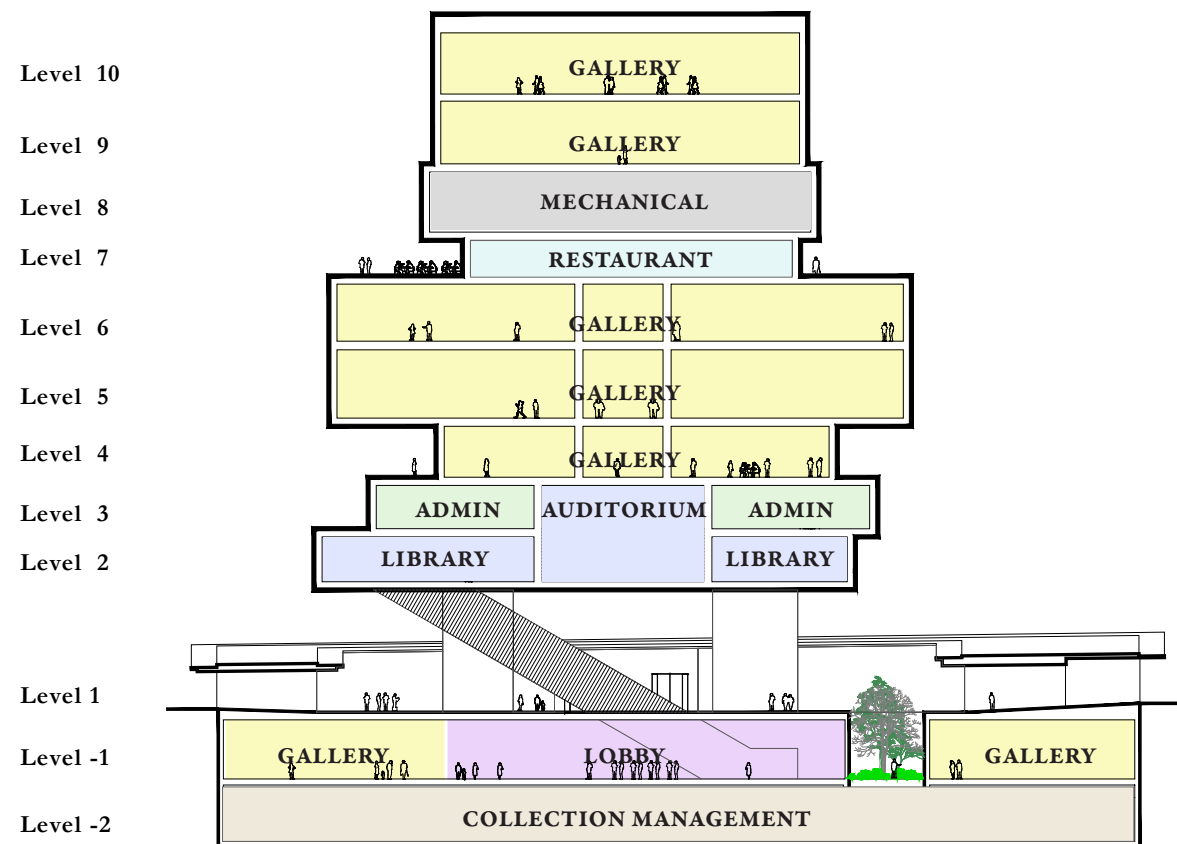 Level 10 GALLERY
Level 9 GALLERY
Level 8 MECHANICAL
Level 7 RESTAURANT
Level 6 GALLERY
Level 5 GALLERY
Level 4 GALLERY
Level 3 ADMIN AUDITORIUM ADMIN
Level 2 LIBRARY LIBRARY
Level 1
Level -1 GALLERY LOBBY GALLERY
Level -2 COLLECTION MANAGEMENT